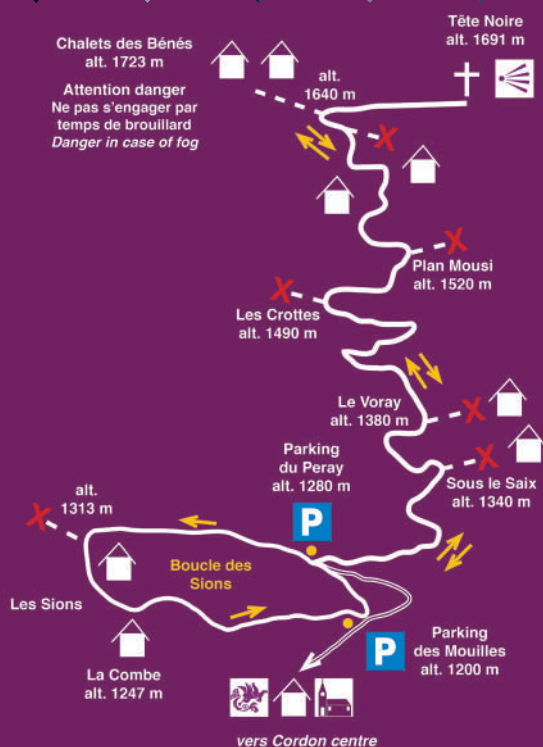 Tête Noire
alt. 1691 m
Chalets des Bénés
alt. 1723 m
Attention danger
Ne pas s'engager par
temps de brouillard
Danger in case of fog
alt.
1640 m
Plan Mousi
alt. 1520 m
Les Crottes
alt. 1490 m
Le Voray
alt. 1380 m
Sous le Saix
alt. 1340 m
Parking
du Peray
alt. 1280 m
P
alt.
1313 m
Boucle des
Sions
Les Sions
La Combe
alt. 1247 m
P
Parking
des Mouilles
alt. 1200 m
vers Cordon centre